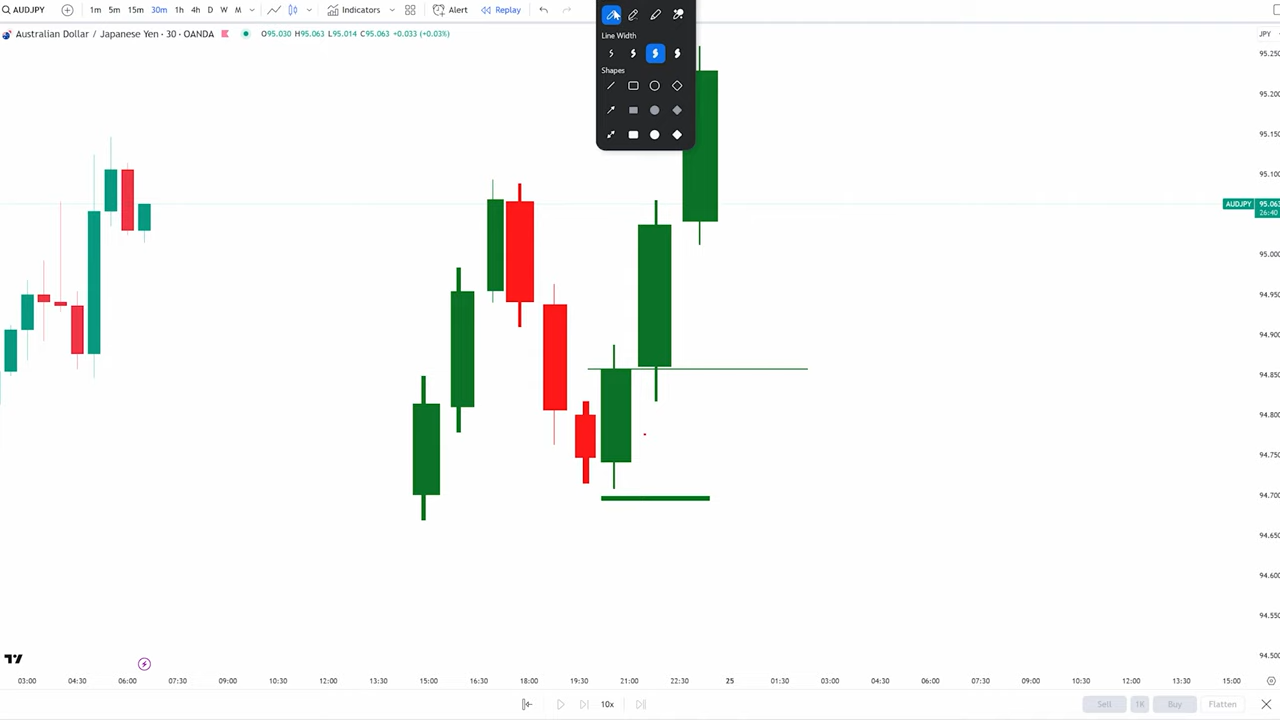 AUDJPY 1m 5m 15m 30m 1h 4h D W M Indicators Alert Replay
Australian Dollar / Japanese Yen · 30 · OANDA O95.030 H95.063 L95.014 C95.063 +0.033 (+0.03%)
Line Width
Shapes
JPY
95.250
95.200
95.150
95.100
AUDJPY 95.063
26:40
95.000
94.950
94.900
94.850
94.800
94.750
94.700
94.650
94.600
94.550
94.500
03:00 04:30 06:00 07:30 09:00 10:30 12:00 13:30 15:00 16:30 18:00 19:30 21:00 22:30 25 01:30 03:00 04:30 06:00 07:30 09:00 10:30 12:00 13:30 15:00
10x Sell 1K Buy Flatten